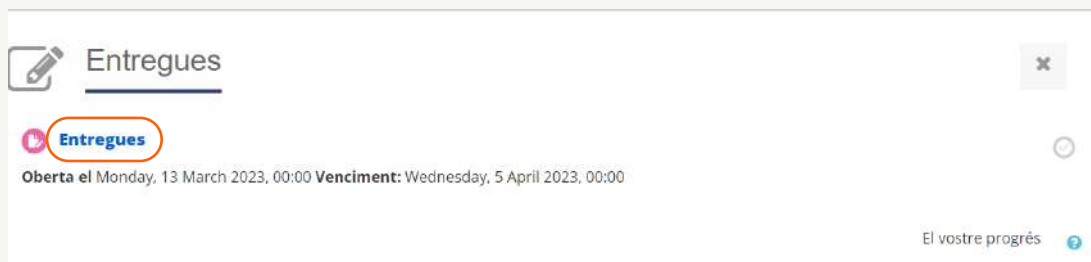 Entregues
Entregues
Oberta el Monday, 13 March 2023, 00:00 Venciment: Wednesday, 5 April 2023, 00:00
El vostre progrés